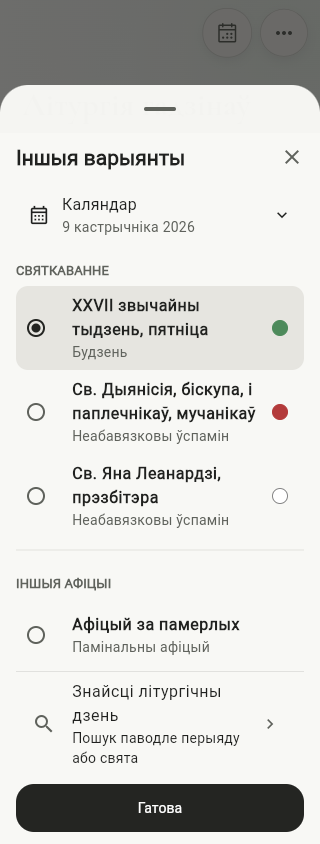 Іншыя варыянты
Каляндар
9 кастрычніка 2026
СВЯТКАВАННЕ
XXVII звычайны
тыдзень, пятніца
Будзень
Св. Дыянісія, біскупа, і
паплечнікаў, мучанікаў
Неабавязковы ўспамін
Св. Яна Леанардзі,
прэзбітэра
Неабавязковы ўспамін
ІНШЫЯ АФІЦЫІ
Афіцый за памерлых
Памінальны афіцый
Знайсці літургічны
дзень
Пошук паводле перыяду
або свята
Гатова